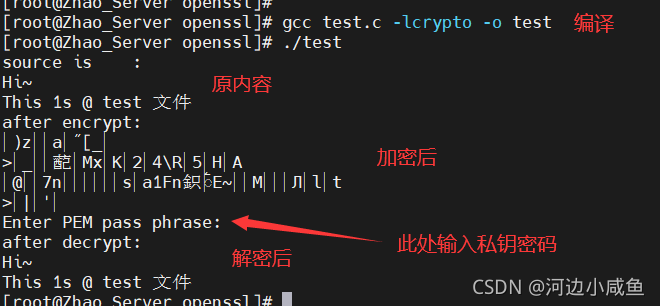 [root@Zhao_Server openssl]#
[root@Zhao_Server openssl]# gcc test.c -lcrypto -o test 编译
[root@Zhao_Server openssl]# ./test
source is :
Hi~ 原内容
This 1s @ test 文件
after encrypt:
)z a ˝[_
加密后
>_ Mx K 2 4\R 5 H A
@ 7n s a1Fn E~ M Л l t
> '
Enter PEM pass phrase:
after decrypt: 此处输入私钥密码
Hi~ 解密后
This 1s @ test 文件
[root@Zhao_Server openssl]#
CSDN @河边小咸鱼